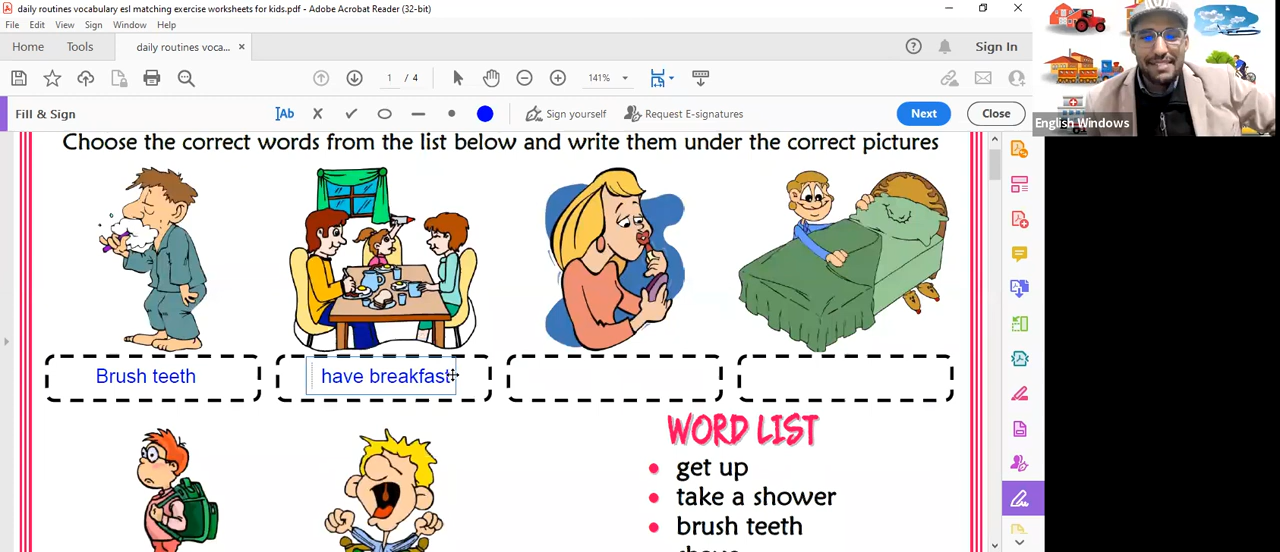 daily routines vocabulary esl matching exercise worksheets for kids.pdf - Adobe Acrobat Reader (32-bit)
File Edit View Sign Window Help
Home Tools daily routines voca... Sign In
1 / 4 141%
Fill & Sign Ab Sign yourself Request E-signatures Next Close
English Windows
Choose the correct words from the list below and write them under the correct pictures
Brush teeth have breakfast
WORD LIST
get up
take a shower
brush teeth